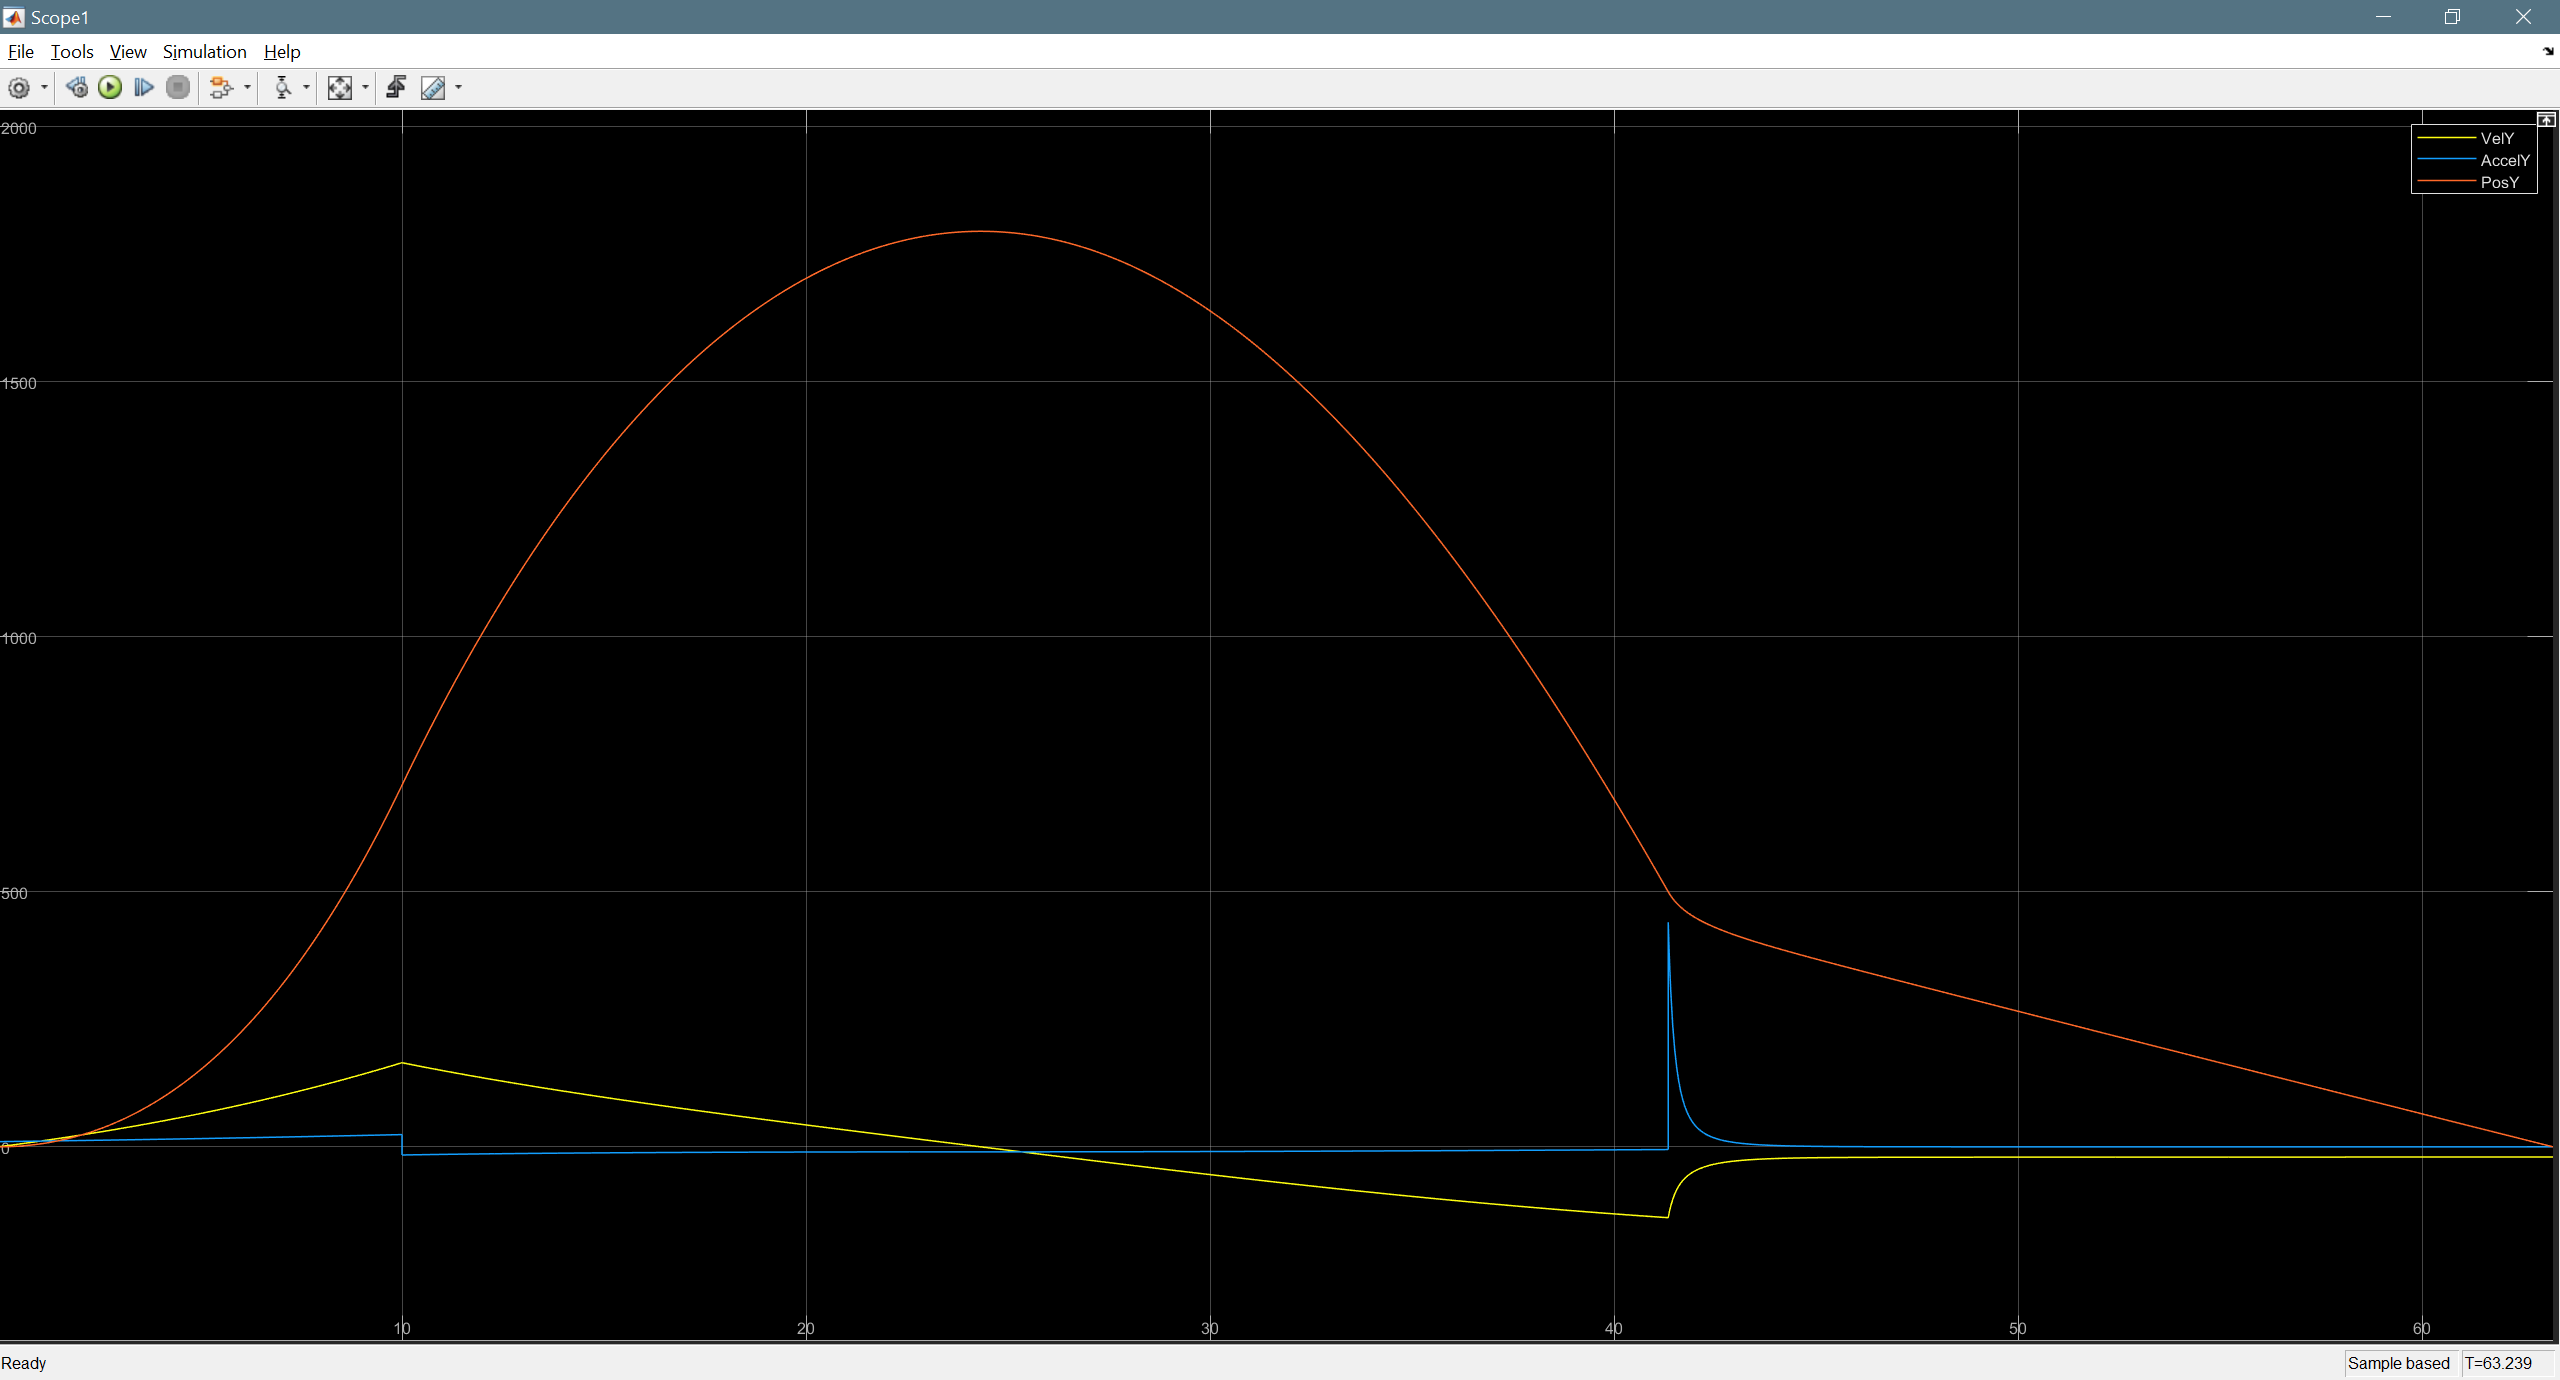 Scope1
File Tools View Simulation Help
2000
VelY
AccelY
PosY
1500
1000
500
0
10 20 30 40 50 60
Ready Sample based T=63.239